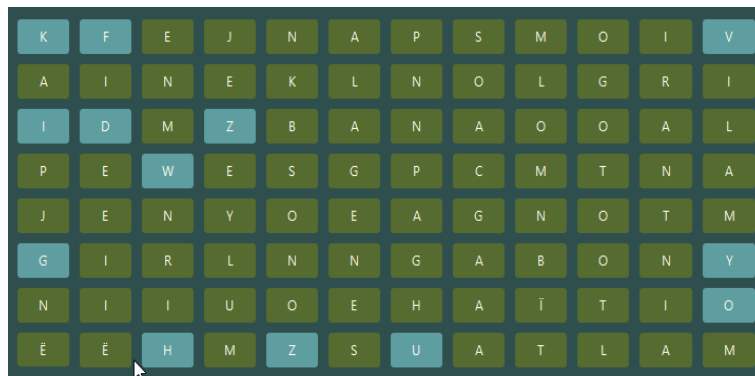 K F E J N A P S M O I V
A I N E K L N O L G R I
I D M Z B A N A O O A L
P E W E S G P C M T N A
J E N Y O E A G N O T M
G I R L N N G A B O N Y
N I I U O E H A Ï T I O
Ë Ë H M Z S U A T L A M